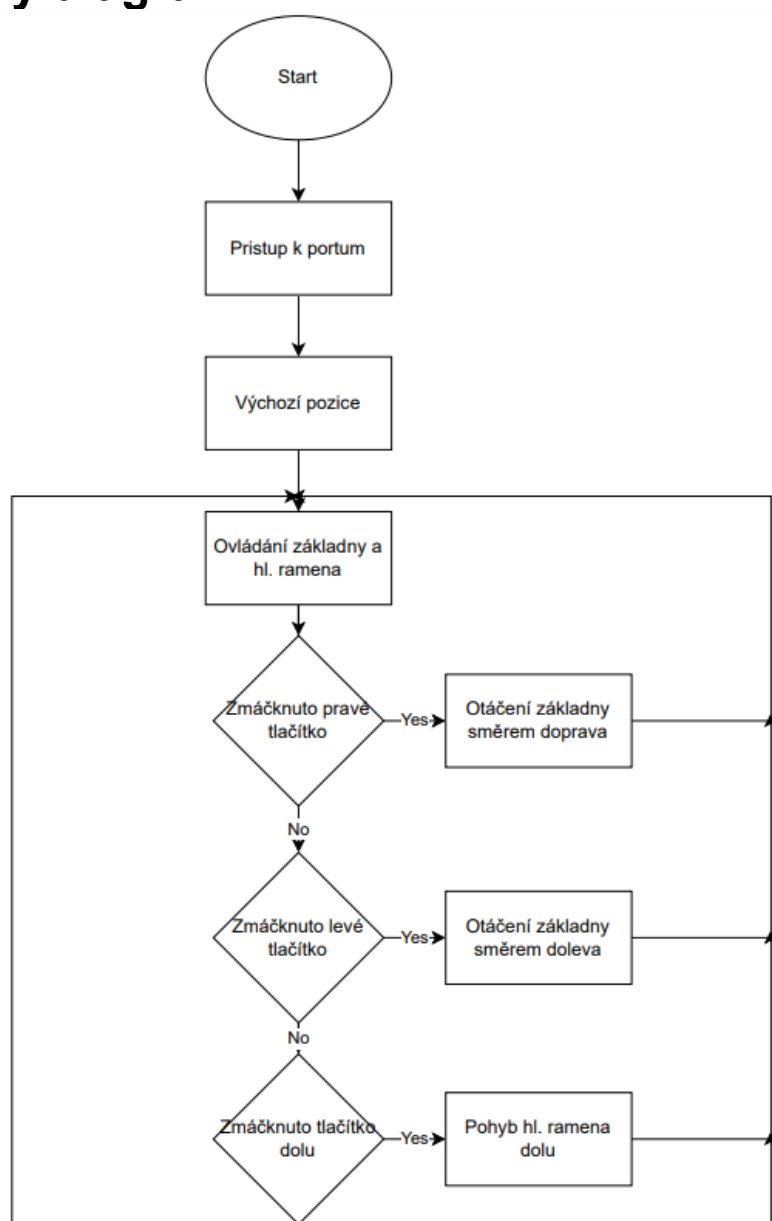 Start
Pristup k portum
Výchozí pozice
Ovládání základny a
hl. ramena
Zmáčknuto pravé
tlačítko
Yes
Otáčení základny
směrem doprava
No
Zmáčknuto levé
tlačítko
Yes
Otáčení základny
směrem doleva
No
Zmáčknuto tlačítko
dolu
Yes
Pohyb hl. ramena
dolu